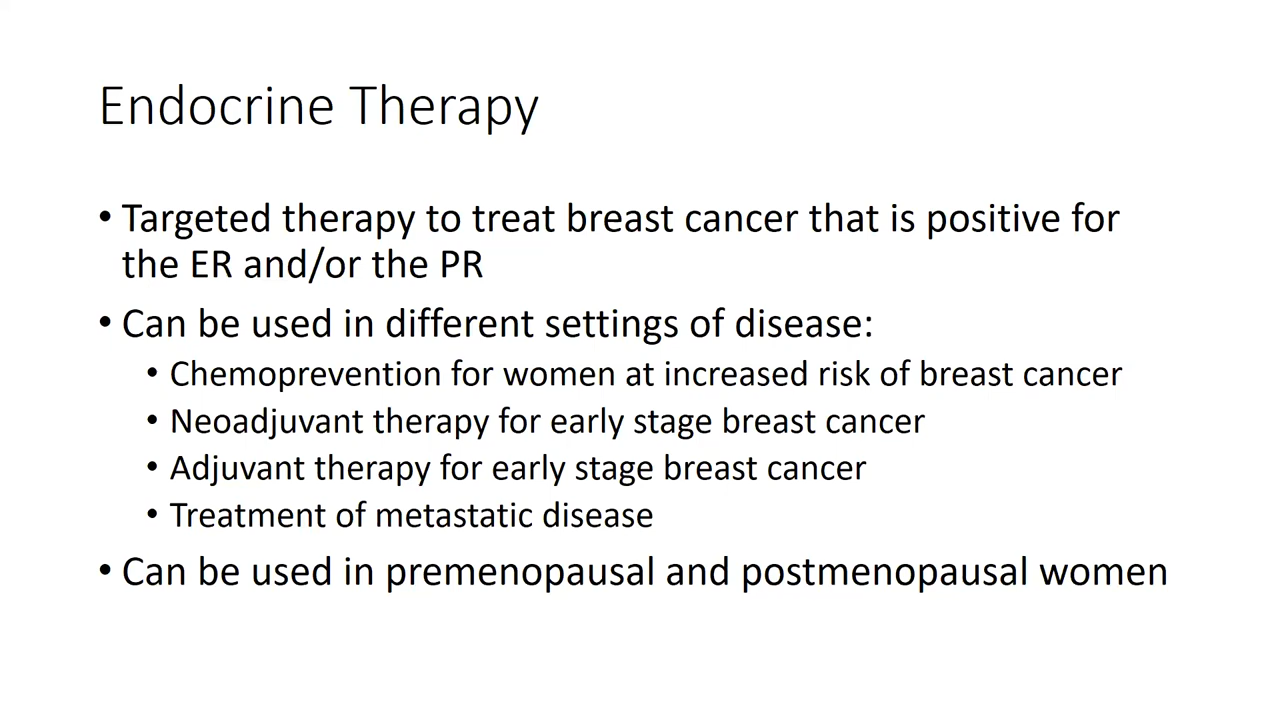 Endocrine Therapy
• Targeted therapy to treat breast cancer that is positive for
the ER and/or the PR
• Can be used in different settings of disease:
• Chemoprevention for women at increased risk of breast cancer
• Neoadjuvant therapy for early stage breast cancer
• Adjuvant therapy for early stage breast cancer
• Treatment of metastatic disease
• Can be used in premenopausal and postmenopausal women